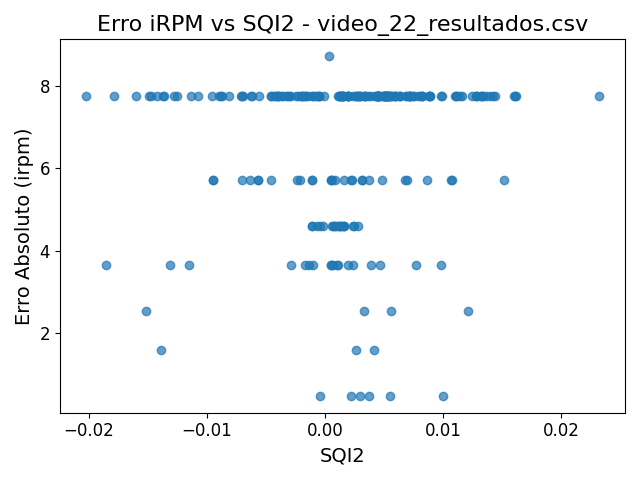 Erro iRPM vs SQI2 - video_22_resultados.csv
Erro Absoluto (irpm)
8
6
4
2
−0.02 −0.01 0.00 0.01 0.02
SQI2